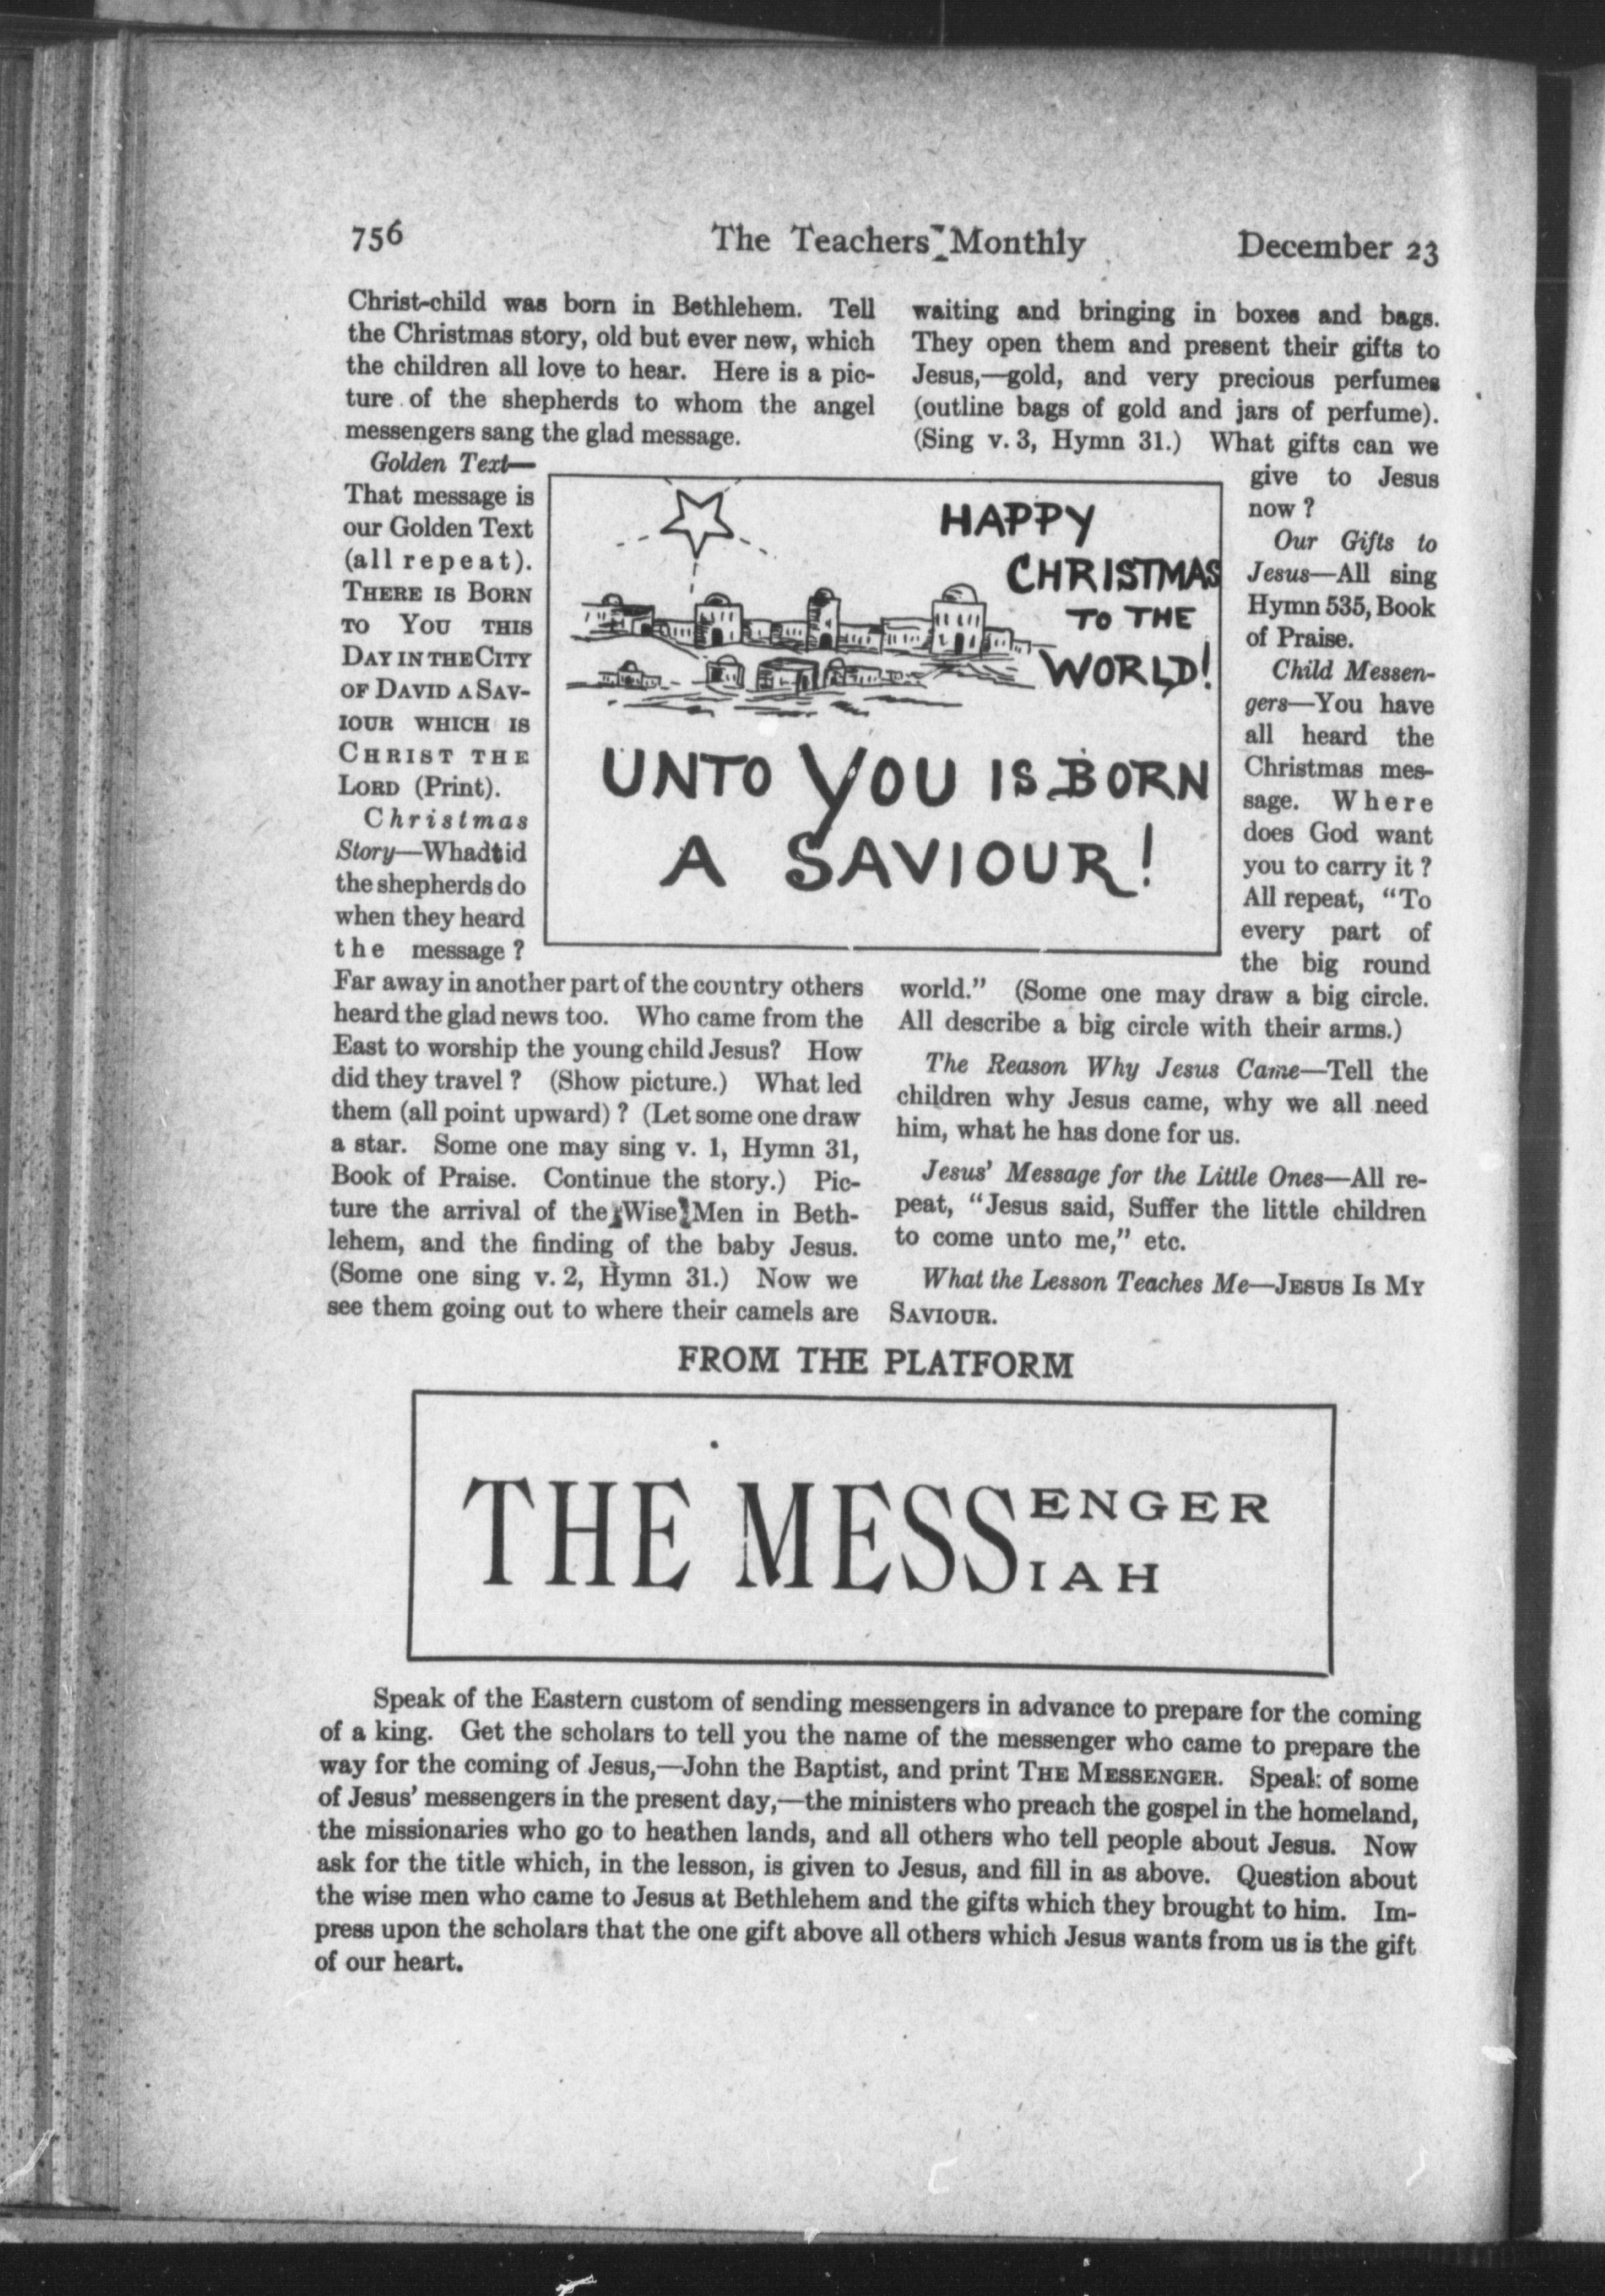 756
The Teachers' Monthly
December 23
Christ-child was born in Bethlehem. Tell
the Christmas story, old but ever new, which
the children all love to hear. Here is a pic-
ture of the shepherds to whom the angel
messengers sang the glad message.
Golden Text—
That message is
our Golden Text
(all repeat).
THERE IS BORN
TO YOU THIS
DAY IN THE CITY
OF DAVID A SAV-
IOUR WHICH IS
CHRIST THE
LORD (Print).
Christmas
Story—Whadtid
the shepherds do
when they heard
the message?
Far away in another part of the country others
heard the glad news too. Who came from the
East to worship the young child Jesus? How
did they travel? (Show picture.) What led
them (all point upward)? (Let some one draw
a star. Some one may sing v. 1, Hymn 31,
Book of Praise. Continue the story.) Pic-
ture the arrival of the Wise Men in Beth-
lehem, and the finding of the baby Jesus.
(Some one sing v. 2, Hymn 31.) Now we
see them going out to where their camels are
HAPPY
CHRISTMAS
TO THE
WORLD!
UNTO YOU IS BORN
A SAVIOUR!
waiting and bringing in boxes and bags.
They open them and present their gifts to
Jesus,—gold, and very precious perfumes
(outline bags of gold and jars of perfume).
(Sing v. 3, Hymn 31.) What gifts can we
give to Jesus
now?
Our Gifts to
Jesus—All sing
Hymn 535, Book
of Praise.
Child Messen-
gers—You have
all heard the
Christmas mes-
sage. Where
does God want
you to carry it?
All repeat, "To
every part of
the big round
world." (Some one may draw a big circle.
All describe a big circle with their arms.)
The Reason Why Jesus Came—Tell the
children why Jesus came, why we all need
him, what he has done for us.
Jesus' Message for the Little Ones—All re-
peat, "Jesus said, Suffer the little children
to come unto me," etc.
What the Lesson Teaches Me—JESUS IS MY
SAVIOUR.
FROM THE PLATFORM
THE MESSENGER
IAH
Speak of the Eastern custom of sending messengers in advance to prepare for the coming
of a king. Get the scholars to tell you the name of the messenger who came to prepare the
way for the coming of Jesus,—John the Baptist, and print THE MESSENGER. Speak of some
of Jesus' messengers in the present day,—the ministers who preach the gospel in the homeland,
the missionaries who go to heathen lands, and all others who tell people about Jesus. Now
ask for the title which, in the lesson, is given to Jesus, and fill in as above. Question about
the wise men who came to Jesus at Bethlehem and the gifts which they brought to him. Im-
press upon the scholars that the one gift above all others which Jesus wants from us is the gift
of our heart.